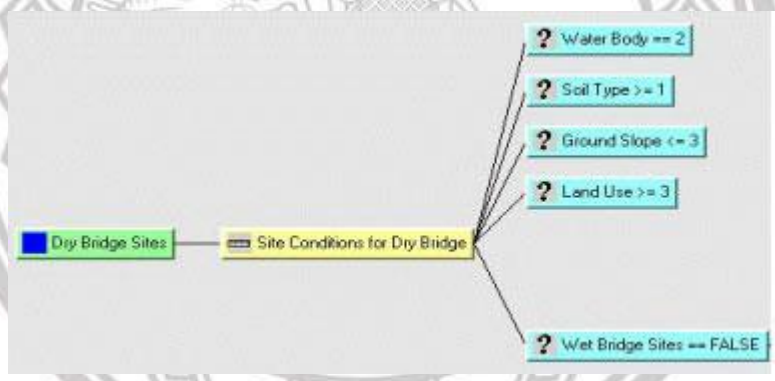 Water Body == 2
Soil Type >= 1
Ground Slope <= 3
Land Use >= 3
Dry Bridge Sites
Site Conditions for Dry Bridge
Wet Bridge Sites == FALSE